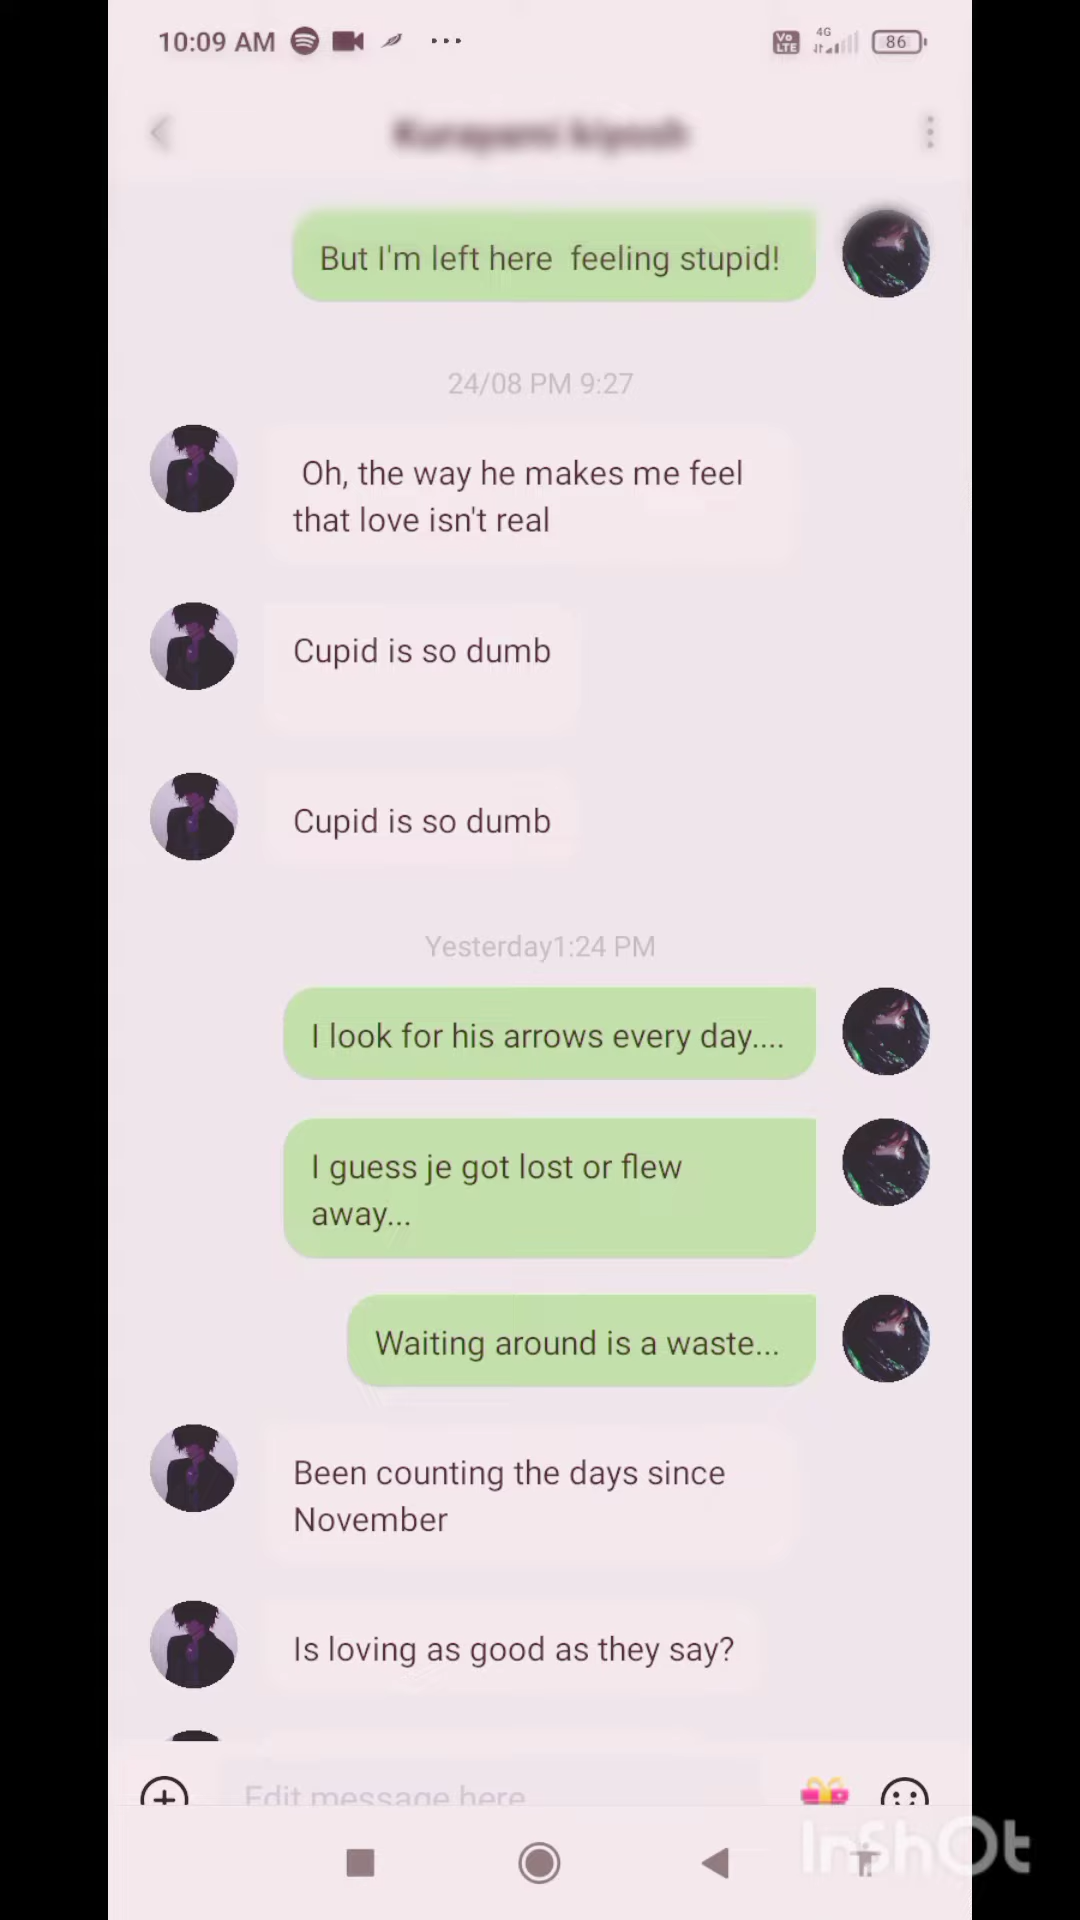 10:09 AM
Vo LTE
4G
86
But I'm left here  feeling stupid!
24/08 PM 9:27
Oh, the way he makes me feel
that love isn't real
Cupid is so dumb
Cupid is so dumb
Yesterday1:24 PM
I look for his arrows every day....
I guess je got lost or flew
away...
Waiting around is a waste...
Been counting the days since
November
Is loving as good as they say?
Edit message here
InShOt